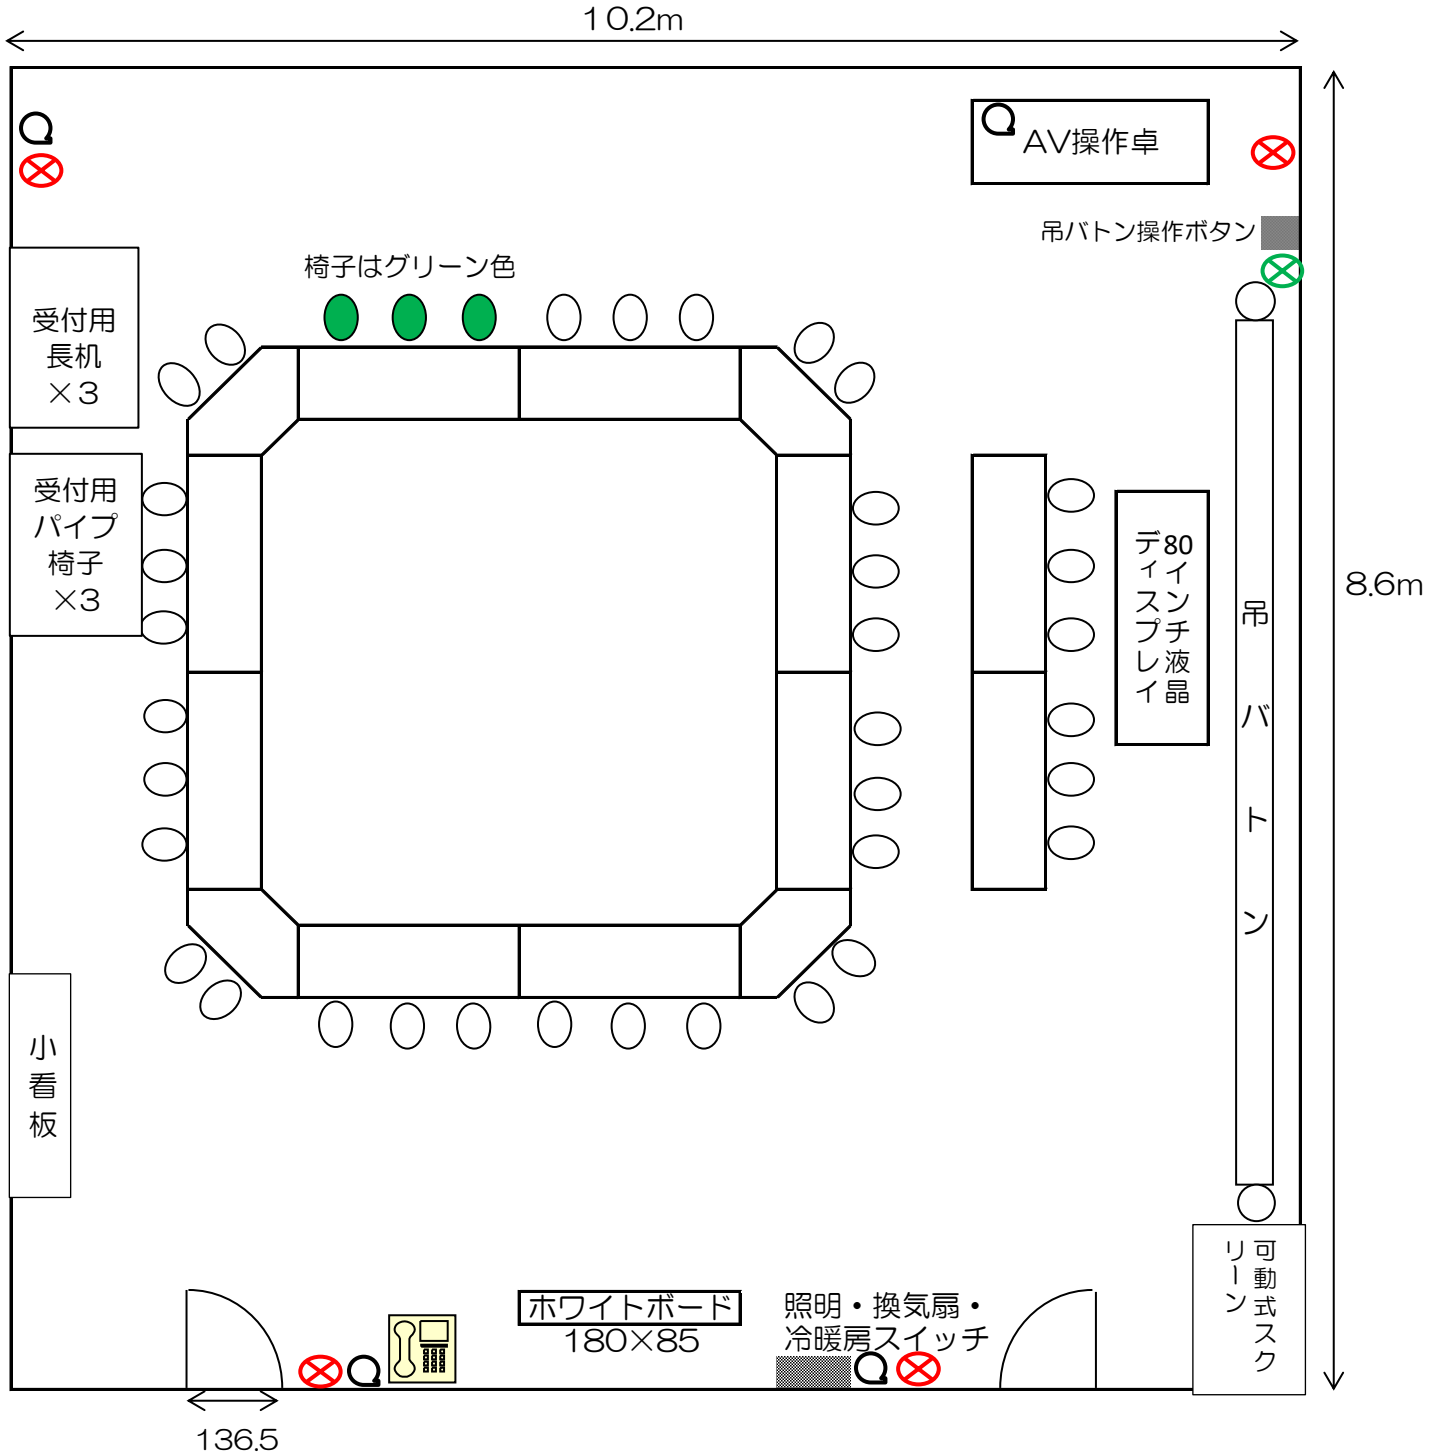 10.2m
AV操作卓
吊バトン操作ボタン
椅子はグリーン色
受付用
長机
×3
受付用
パイプ
椅子
×3
80インチ液晶
ディスプレイ
吊バトン
8.6m
小看板
可動式スク
リーン
ホワイトボード
180×85
照明・換気扇・
冷暖房スイッチ
136.5